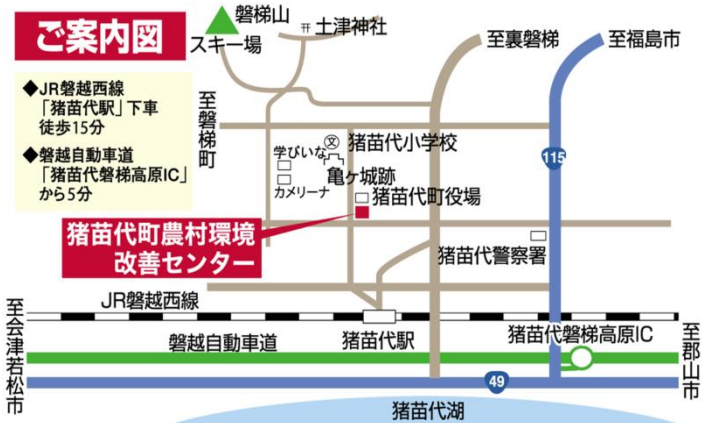 ご案内図
◆JR磐越西線
「猪苗代駅」下車
徒歩15分
◆磐越自動車道
「猪苗代磐梯高原IC」
から5分
磐梯山
スキー場
土津神社
至裏磐梯
至福島市
至磐梯町
文
猪苗代小学校
学びいな
亀ヶ城跡
カメリーナ
猪苗代町役場
115
猪苗代町農村環境
改善センター
猪苗代警察署
JR磐越西線
至会津若松市
磐越自動車道
猪苗代駅
猪苗代磐梯高原IC
至郡山市
49
猪苗代湖